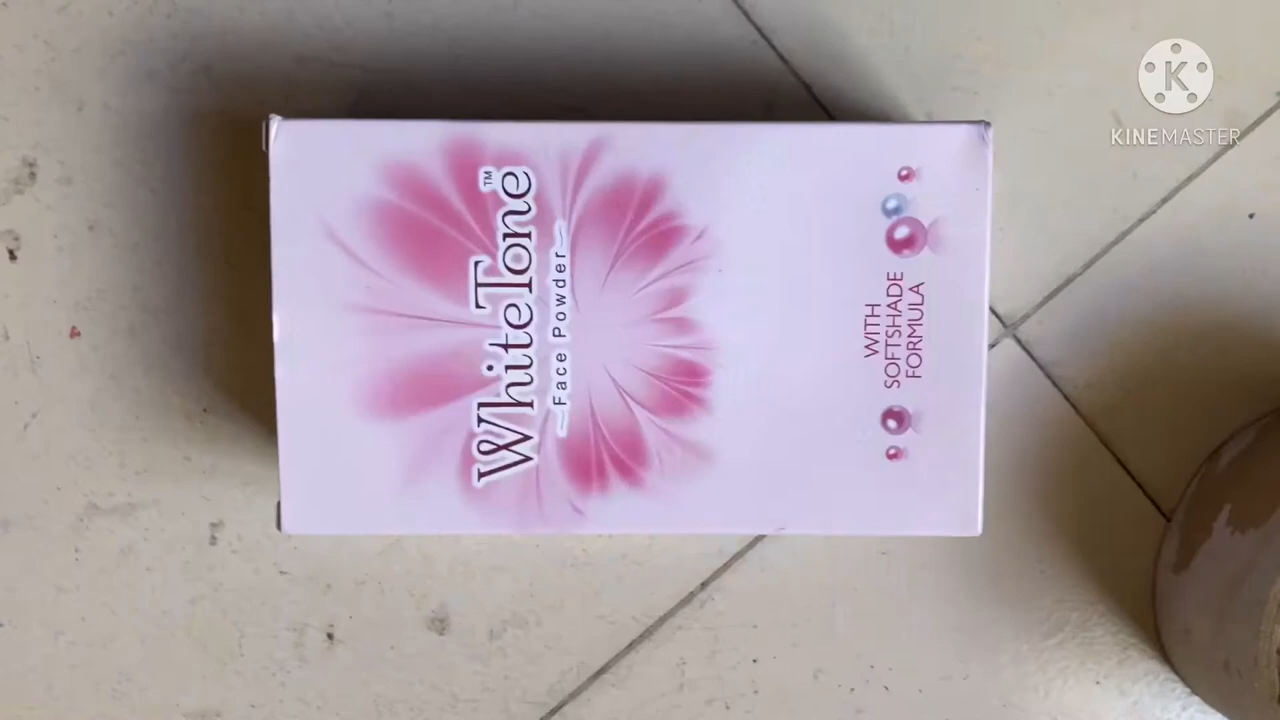 WhiteTone™
Face Powder
WITH
SOFTSHADE
FORMULA
K
KINEMASTER